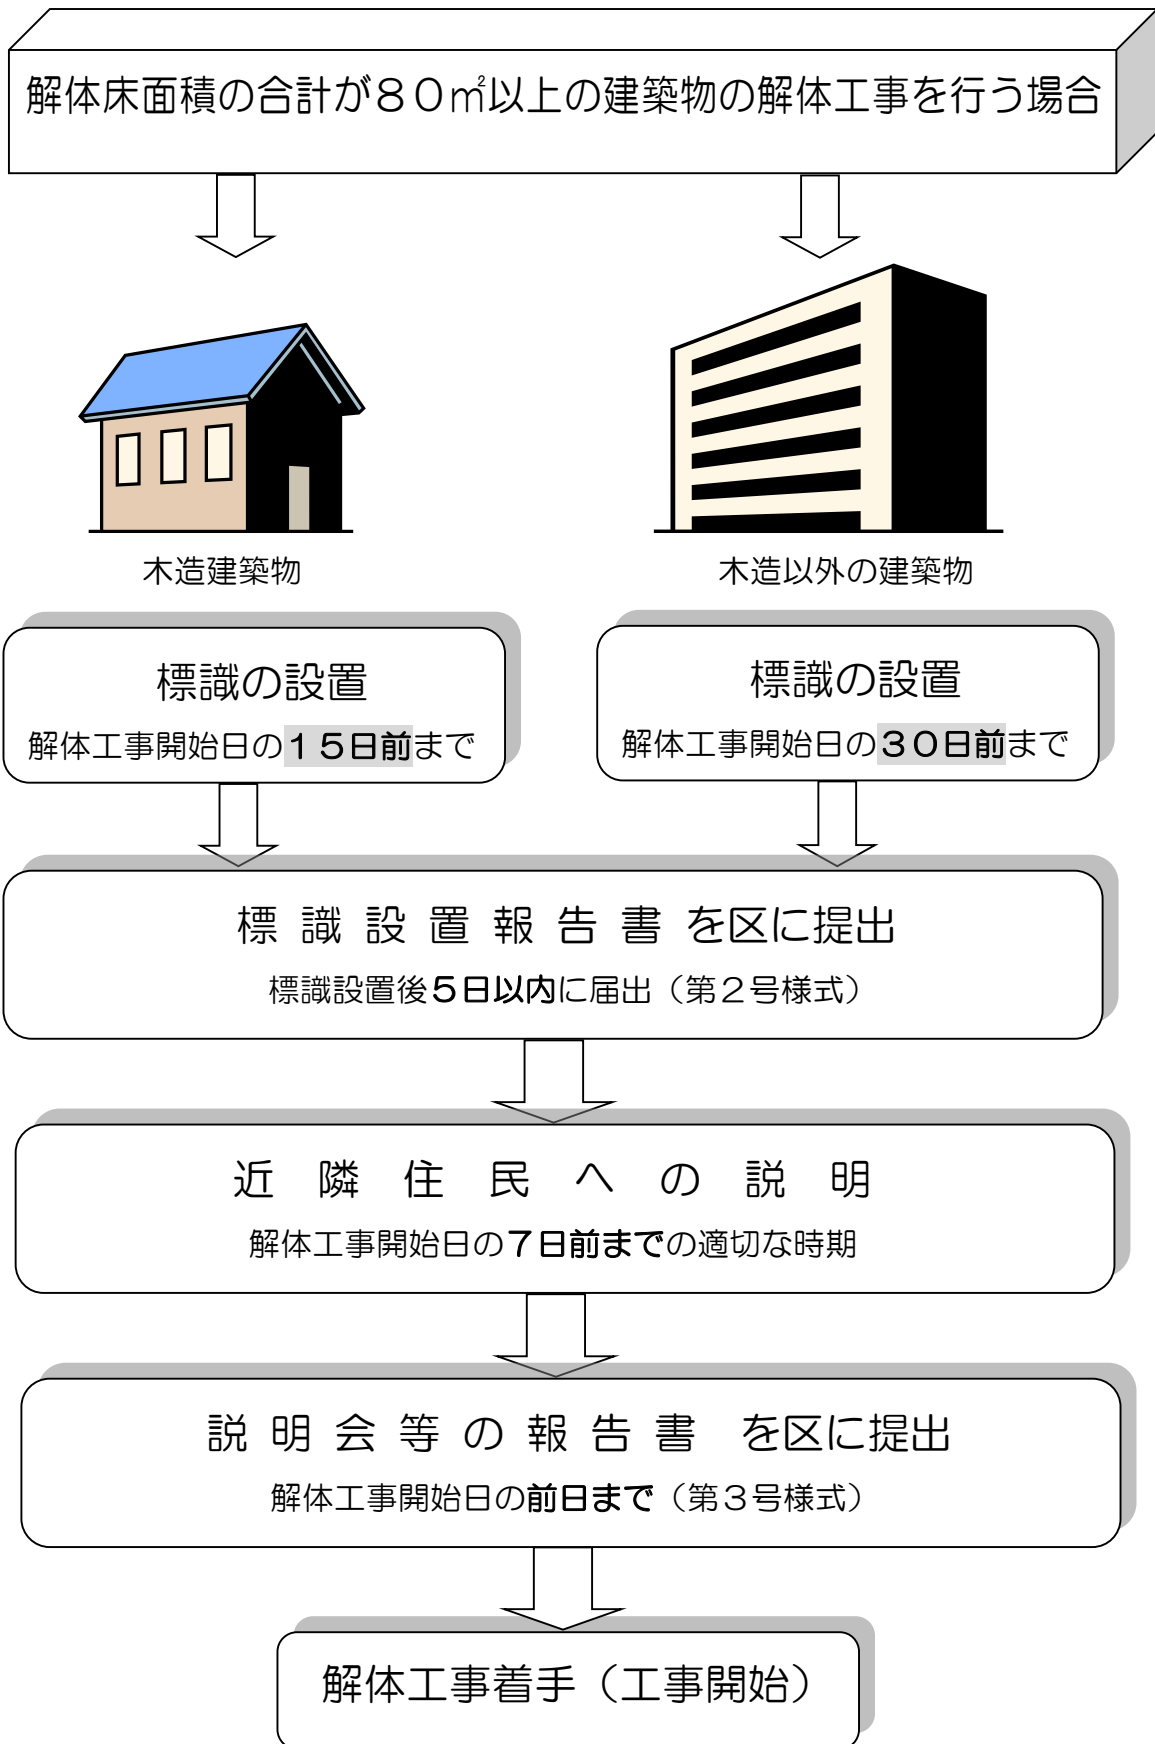 解体床面積の合計が８０㎡以上の建築物の解体工事を行う場合
木造建築物
木造以外の建築物
標識の設置
解体工事開始日の１５日前まで
標識の設置
解体工事開始日の３０日前まで
標識設置報告書を区に提出
標識設置後５日以内に届出（第２号様式）
近隣住民への説明
解体工事開始日の７日前までの適切な時期
説明会等の報告書　を区に提出
解体工事開始日の前日まで（第３号様式）
解体工事着手（工事開始）